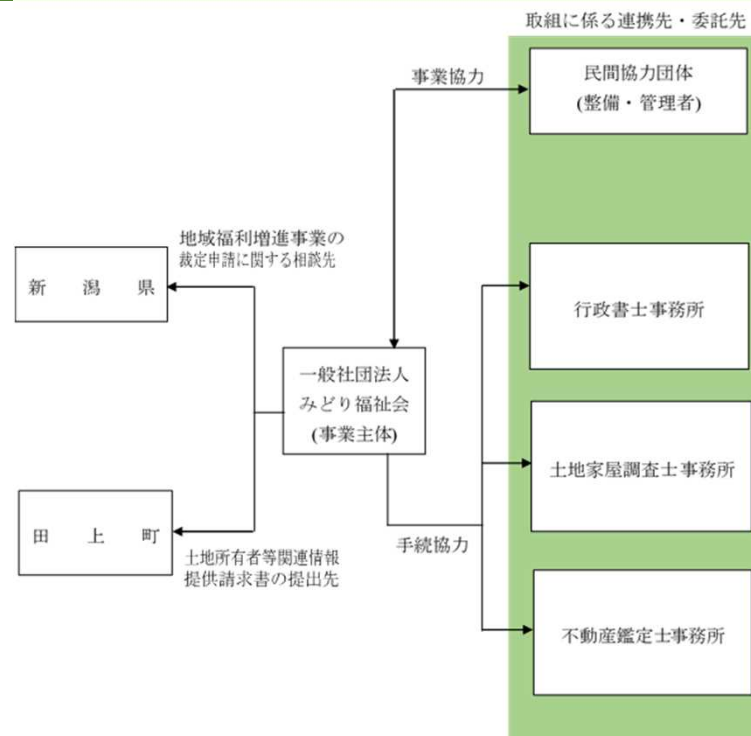 取組に係る連携先・委託先
民間協力団体
(整備・管理者)
事業協力
地域福利増進事業の
裁定申請に関する相談先
新　潟　県
行政書士事務所
一般社団法人
みどり福祉会
(事業主体)
土地家屋調査士事務所
田　上　町
手続協力
土地所有者等関連情報
提供請求書の提出先
不動産鑑定士事務所